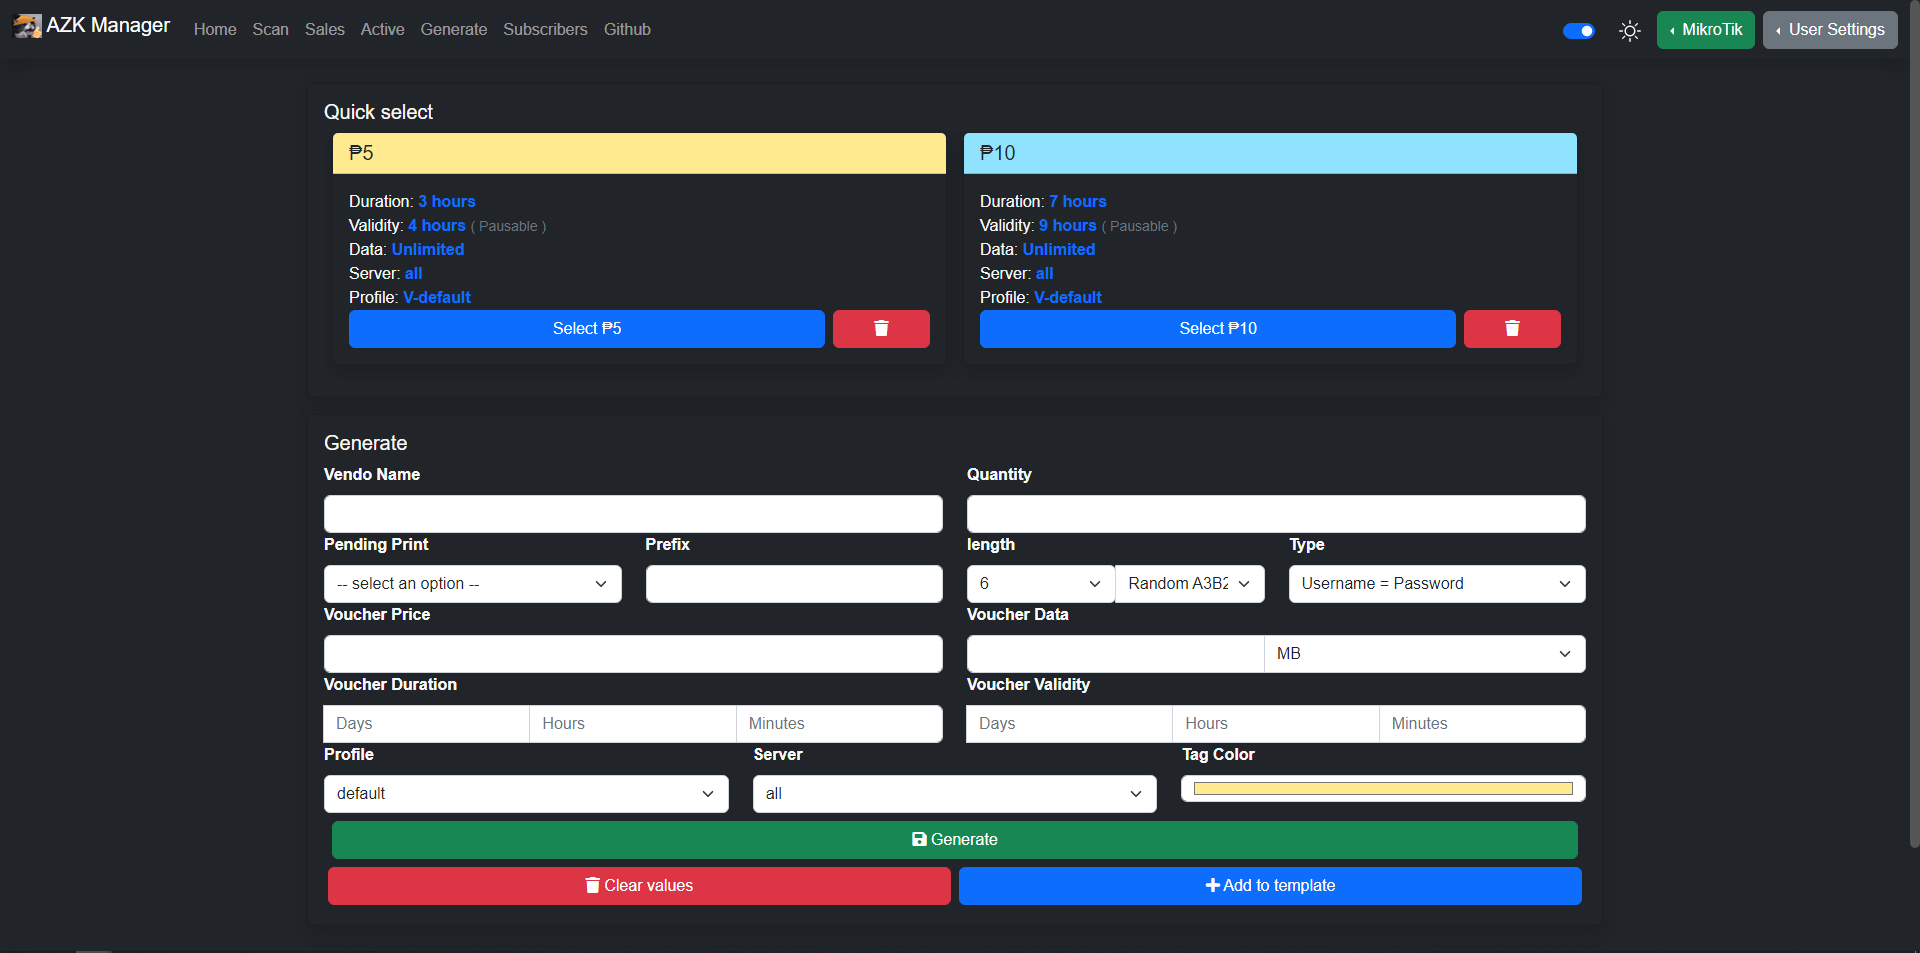 AZK Manager Home Scan Sales Active Generate Subscribers Github MikroTik User Settings
Quick select
₱5
Duration: 3 hours
Validity: 4 hours ( Pausable )
Data: Unlimited
Server: all
Profile: V-default
Select ₱5
₱10
Duration: 7 hours
Validity: 9 hours ( Pausable )
Data: Unlimited
Server: all
Profile: V-default
Select ₱10
Generate
Vendo Name Quantity
Pending Print Prefix length Type
-- select an option -- 6 Random A3B2 Username = Password
Voucher Price Voucher Data
MB
Voucher Duration Voucher Validity
Days Hours Minutes Days Hours Minutes
Profile Server Tag Color
default all
Generate
Clear values Add to template